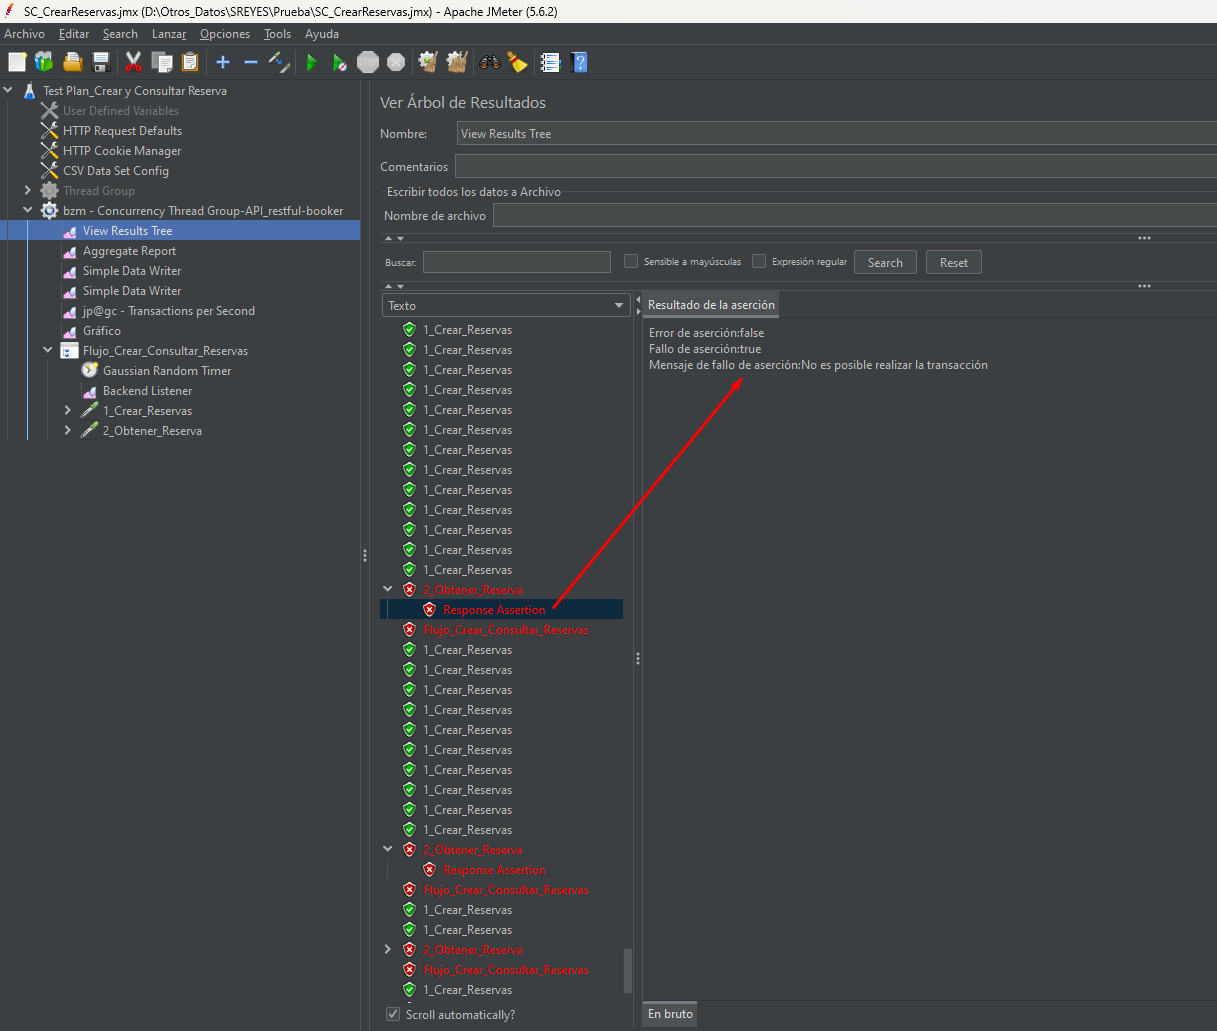 SC_CrearReservas.jmx (D:\Otros_Datos\SREYES\Prueba\SC_CrearReservas.jmx) - Apache JMeter (5.6.2)
Archivo Editar Search Lanzar Opciones Tools Ayuda
STOP
Test Plan_Crear y Consultar Reserva
User Defined Variables
HTTP Request Defaults
HTTP Cookie Manager
CSV Data Set Config
Thread Group
bzm - Concurrency Thread Group-API_restful-booker
View Results Tree
Aggregate Report
Simple Data Writer
Simple Data Writer
jp@gc - Transactions per Second
Gráfico
Flujo_Crear_Consultar_Reservas
Gaussian Random Timer
Backend Listener
1_Crear_Reservas
2_Obtener_Reserva
Ver Árbol de Resultados
Nombre: View Results Tree
Comentarios
Escribir todos los datos a Archivo
Nombre de archivo
Buscar: Sensible a mayúsculas Expresión regular Search Reset
Texto
1_Crear_Reservas
1_Crear_Reservas
1_Crear_Reservas
1_Crear_Reservas
1_Crear_Reservas
1_Crear_Reservas
1_Crear_Reservas
1_Crear_Reservas
1_Crear_Reservas
1_Crear_Reservas
1_Crear_Reservas
1_Crear_Reservas
1_Crear_Reservas
2_Obtener_Reserva
Response Assertion
Flujo_Crear_Consultar_Reservas
1_Crear_Reservas
1_Crear_Reservas
1_Crear_Reservas
1_Crear_Reservas
1_Crear_Reservas
1_Crear_Reservas
1_Crear_Reservas
1_Crear_Reservas
1_Crear_Reservas
1_Crear_Reservas
2_Obtener_Reserva
Response Assertion
Flujo_Crear_Consultar_Reservas
1_Crear_Reservas
1_Crear_Reservas
2_Obtener_Reserva
Flujo_Crear_Consultar_Reservas
1_Crear_Reservas
Scroll automatically?
Resultado de la aserción
Error de aserción:false
Fallo de aserción:true
Mensaje de fallo de aserción:No es posible realizar la transacción
En bruto